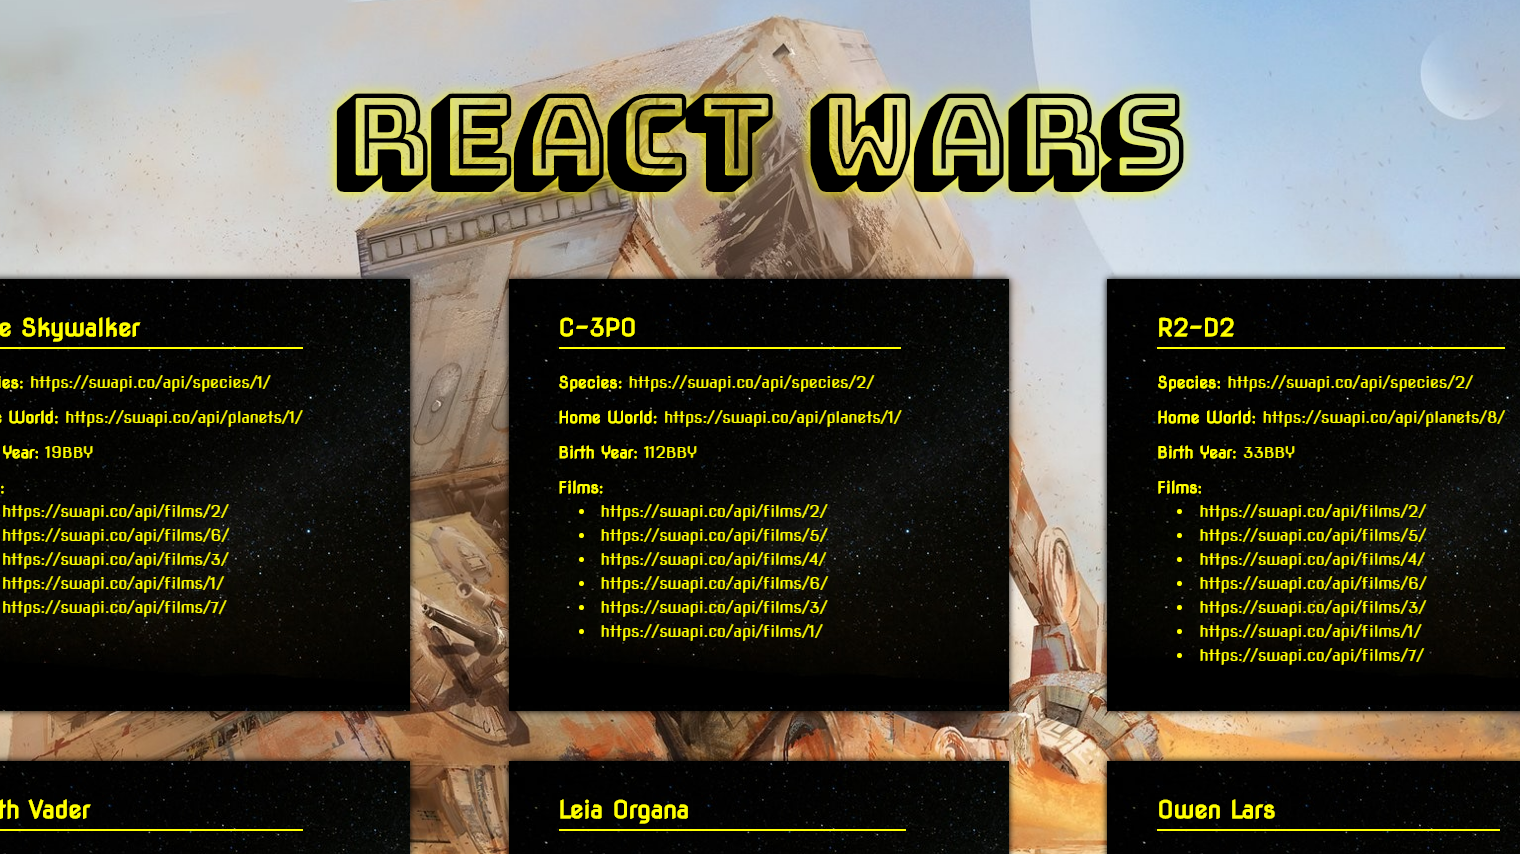 REACT WARS
e Skywalker
ies: https://swapi.co/api/species/1/
World: https://swapi.co/api/planets/1/
Year: 19BBY
:
https://swapi.co/api/films/2/
https://swapi.co/api/films/6/
https://swapi.co/api/films/3/
https://swapi.co/api/films/1/
https://swapi.co/api/films/7/
C-3PO
Species: https://swapi.co/api/species/2/
Home World: https://swapi.co/api/planets/1/
Birth Year: 112BBY
Films:
https://swapi.co/api/films/2/
https://swapi.co/api/films/5/
https://swapi.co/api/films/4/
https://swapi.co/api/films/6/
https://swapi.co/api/films/3/
https://swapi.co/api/films/1/
R2-D2
Species: https://swapi.co/api/species/2/
Home World: https://swapi.co/api/planets/8/
Birth Year: 33BBY
Films:
https://swapi.co/api/films/2/
https://swapi.co/api/films/5/
https://swapi.co/api/films/4/
https://swapi.co/api/films/6/
https://swapi.co/api/films/3/
https://swapi.co/api/films/1/
https://swapi.co/api/films/7/
th Vader
Leia Organa
Owen Lars